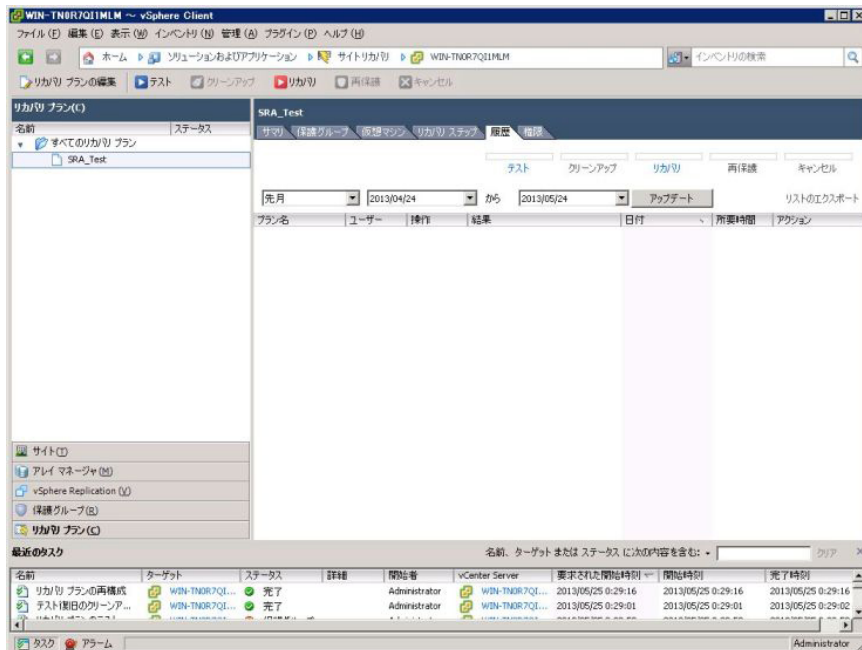 WIN-TN0R7QI1MLM ～ vSphere Client
ファイル(F) 編集(E) 表示(W) インベントリ(N) 管理(A) プラグイン(P) ヘルプ(H)
ホーム ソリューションおよびアプリケーション サイトリカバリ WIN-TN0R7QI1MLM インベントリの検索
リカバリ プランの編集 テスト クリーンアップ リカバリ 再保護 キャンセル
リカバリ プラン(C)
名前 ステータス
すべてのリカバリ プラン
SRA_Test
SRA_Test
サマリ 保護グループ 仮想マシン リカバリ ステップ 履歴 権限
テスト クリーンアップ リカバリ 再保護 キャンセル
先月 2013/04/24 から 2013/05/24 アップデート リストのエクスポート
プラン名 ユーザー 操作 結果 日付 所要時間 アクション
サイト(T)
アレイ マネージャ(M)
vSphere Replication (V)
保護グループ(R)
リカバリ プラン(C)
最近のタスク 名前、ターゲット または ステータス に次の内容を含む: クリア
名前 ターゲット ステータス 詳細 開始者 vCenter Server 要求された開始時刻 開始時刻 完了時刻
リカバリ プランの再構成 WIN-TN0R7QI... 完了 Administrator WIN-TN0R7QI... 2013/05/25 0:29:16 2013/05/25 0:29:16 2013/05/25 0:29:16
テスト復旧のクリーンア... WIN-TN0R7QI... 完了 Administrator WIN-TN0R7QI... 2013/05/25 0:29:01 2013/05/25 0:29:01 2013/05/25 0:29:02
タスク アラーム Administrator